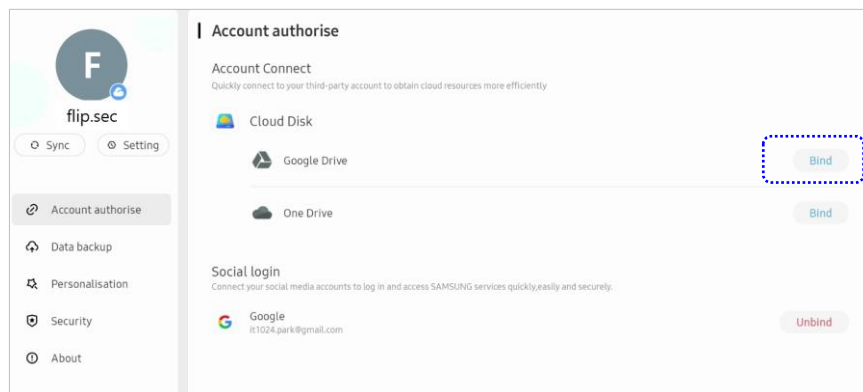 F
flip.sec
Sync
Setting
Account authorise
Data backup
Personalisation
Security
About
Account authorise
Account Connect
Quickly connect to your third-party account to obtain cloud resources more efficiently
Cloud Disk
Google Drive
Bind
One Drive
Bind
Social login
Connect your social media accounts to log in and access SAMSUNG services quickly,easily and securely.
Google
it1024.park@gmail.com
Unbind